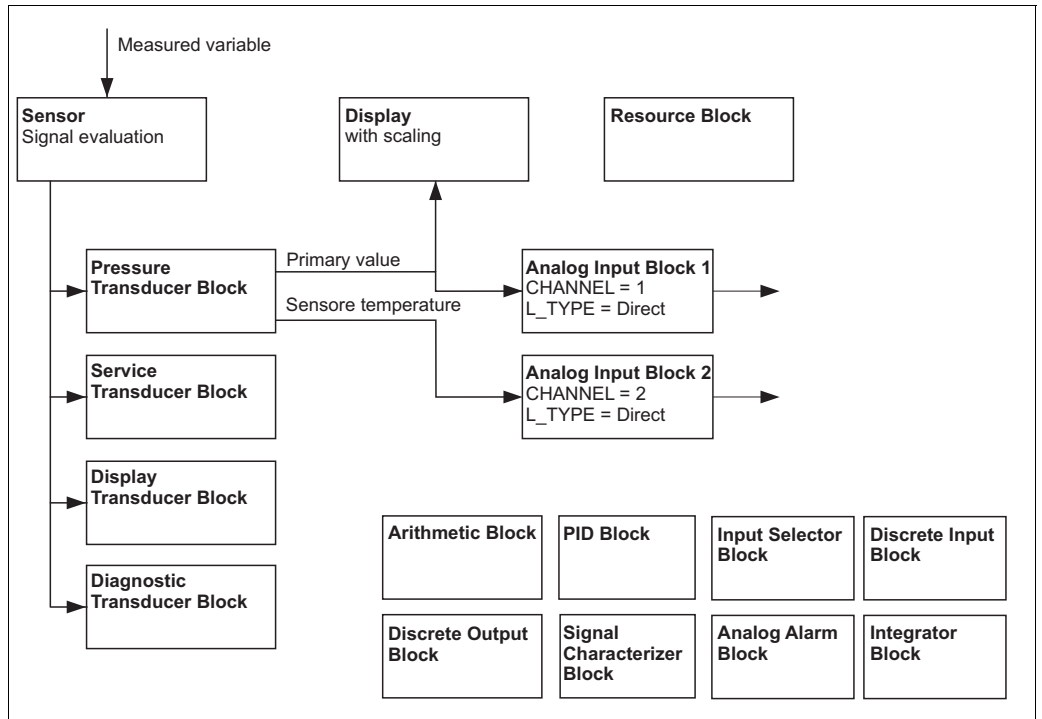 Measured variable
Sensor
Signal evaluation
Display
with scaling
Resource Block
Pressure
Transducer Block
Primary value
Sensore temperature
Analog Input Block 1
CHANNEL = 1
L_TYPE = Direct
Service
Transducer Block
Analog Input Block 2
CHANNEL = 2
L_TYPE = Direct
Display
Transducer Block
Diagnostic
Transducer Block
Arithmetic Block
PID Block
Input Selector
Block
Discrete Input
Block
Discrete Output
Block
Signal
Characterizer
Block
Analog Alarm
Block
Integrator
Block